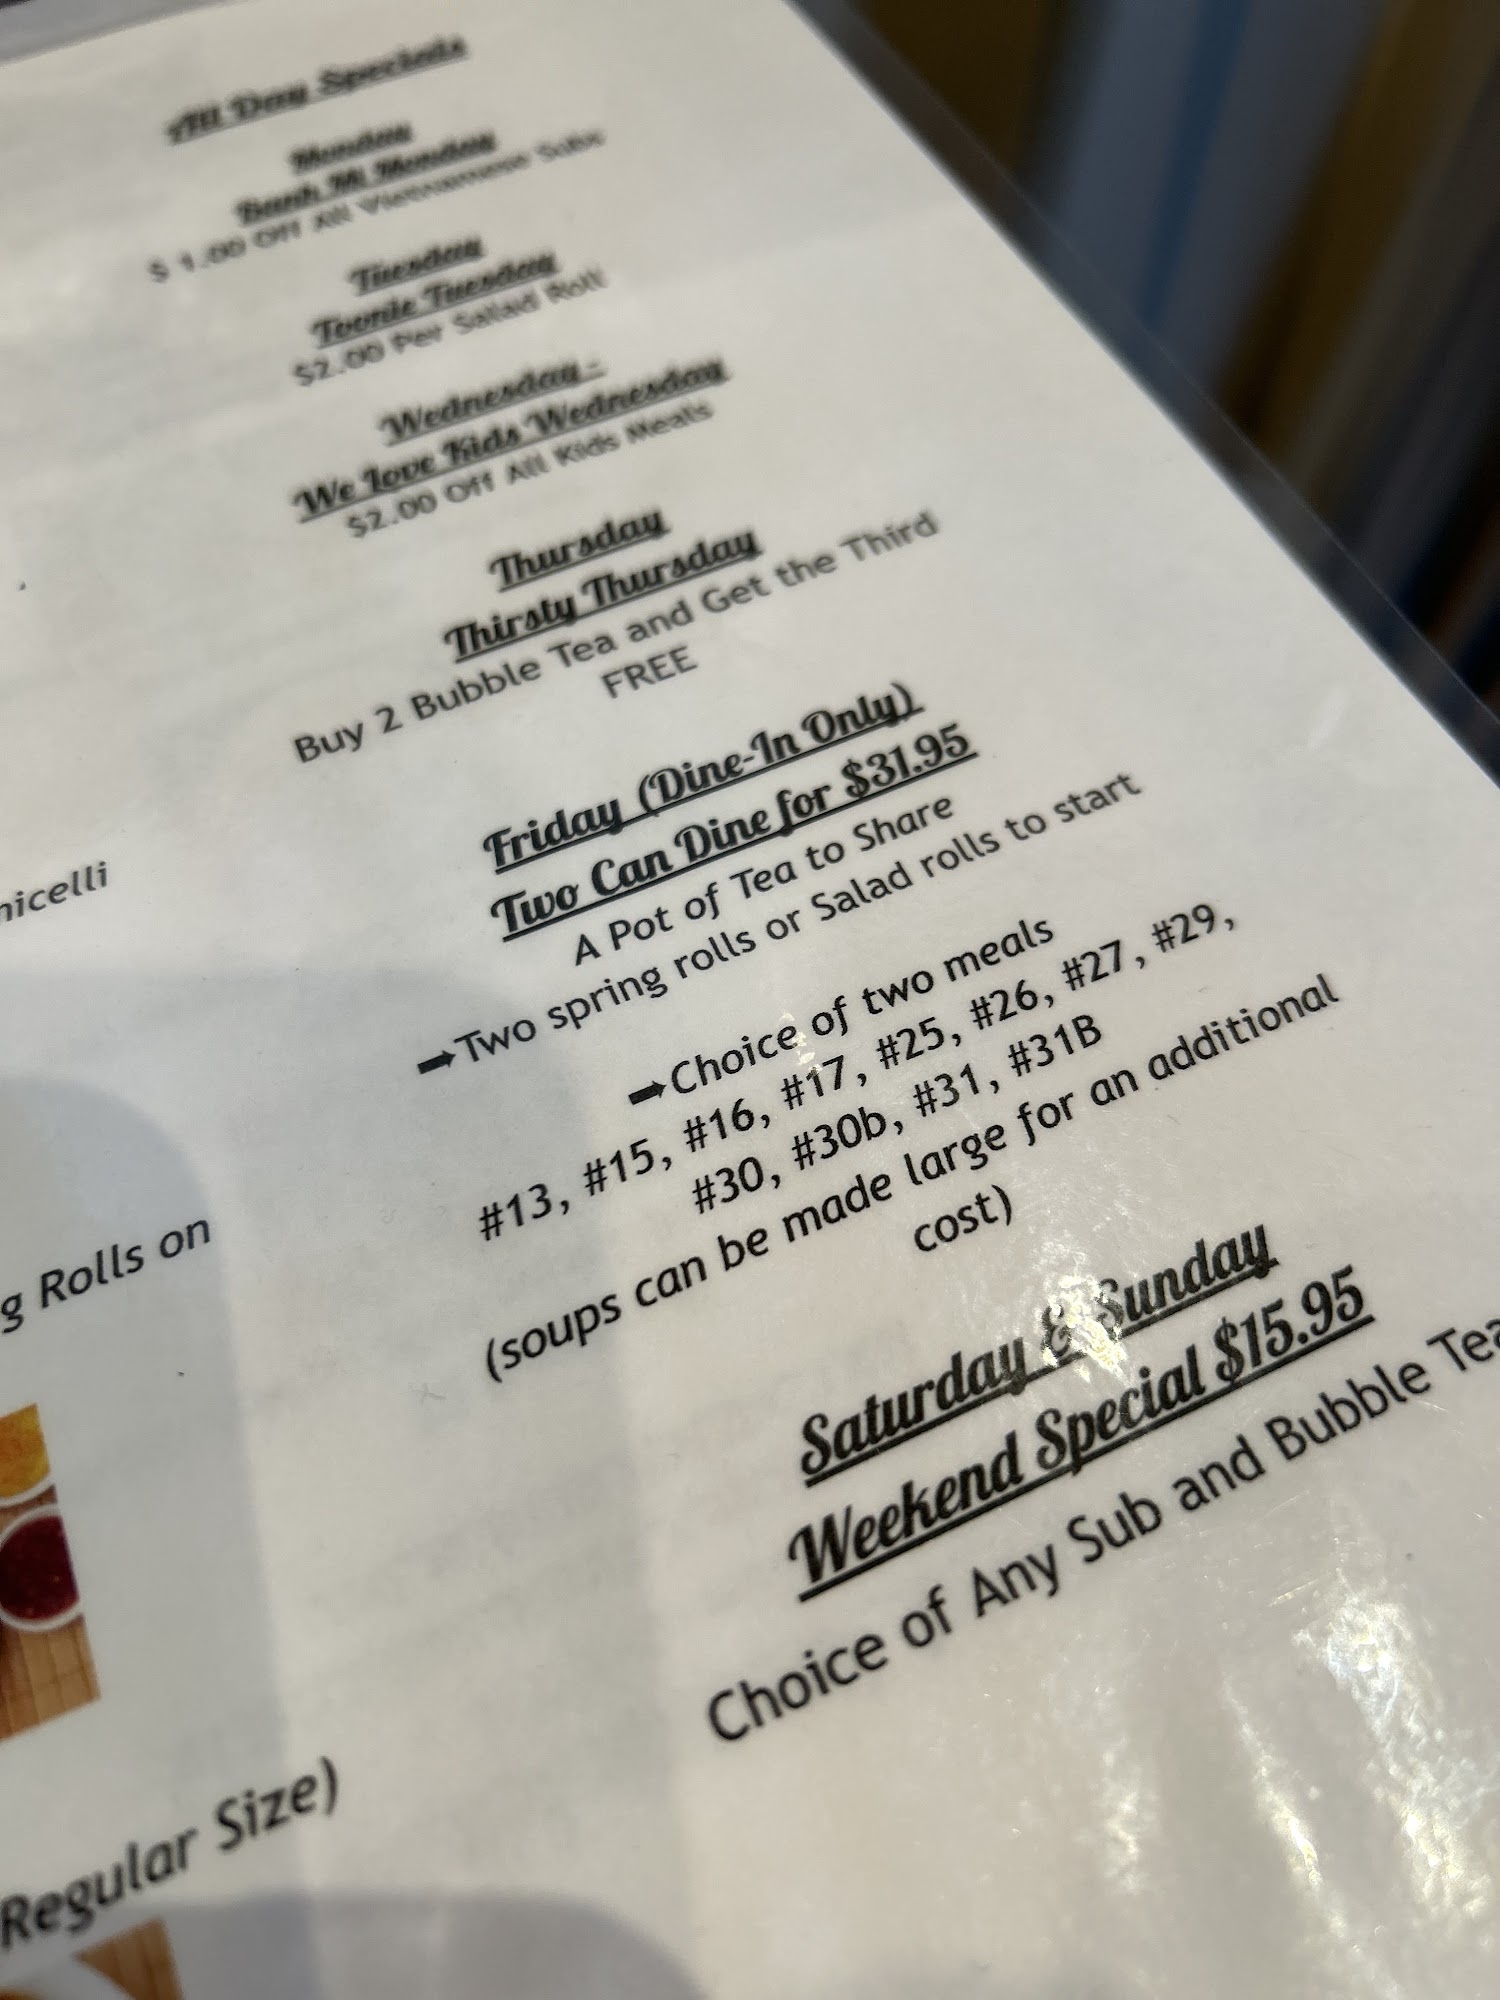 All Day Specials
Monday
Banh Mi Monday
$ 1.00 Off All Vietnamese Subs
Tuesday
Toonie Tuesday
$2.00 Per Salad Roll
Wednesday -
We Love Kids Wednesday
$2.00 Off All Kids Meals
Thursday
Thirsty Thursday
Buy 2 Bubble Tea and Get the Third
FREE
Friday (Dine-In Only)
Two Can Dine for $31.95
A Pot of Tea to Share
➡Two spring rolls or Salad rolls to start
➡Choice of two meals
#13, #15, #16, #17, #25, #26, #27, #29,
#30, #30b, #31, #31B
(soups can be made large for an additional
cost)
Saturday & Sunday
Weekend Special $15.95
Choice of Any Sub and Bubble Tea
nicelli
g Rolls on
Regular Size)